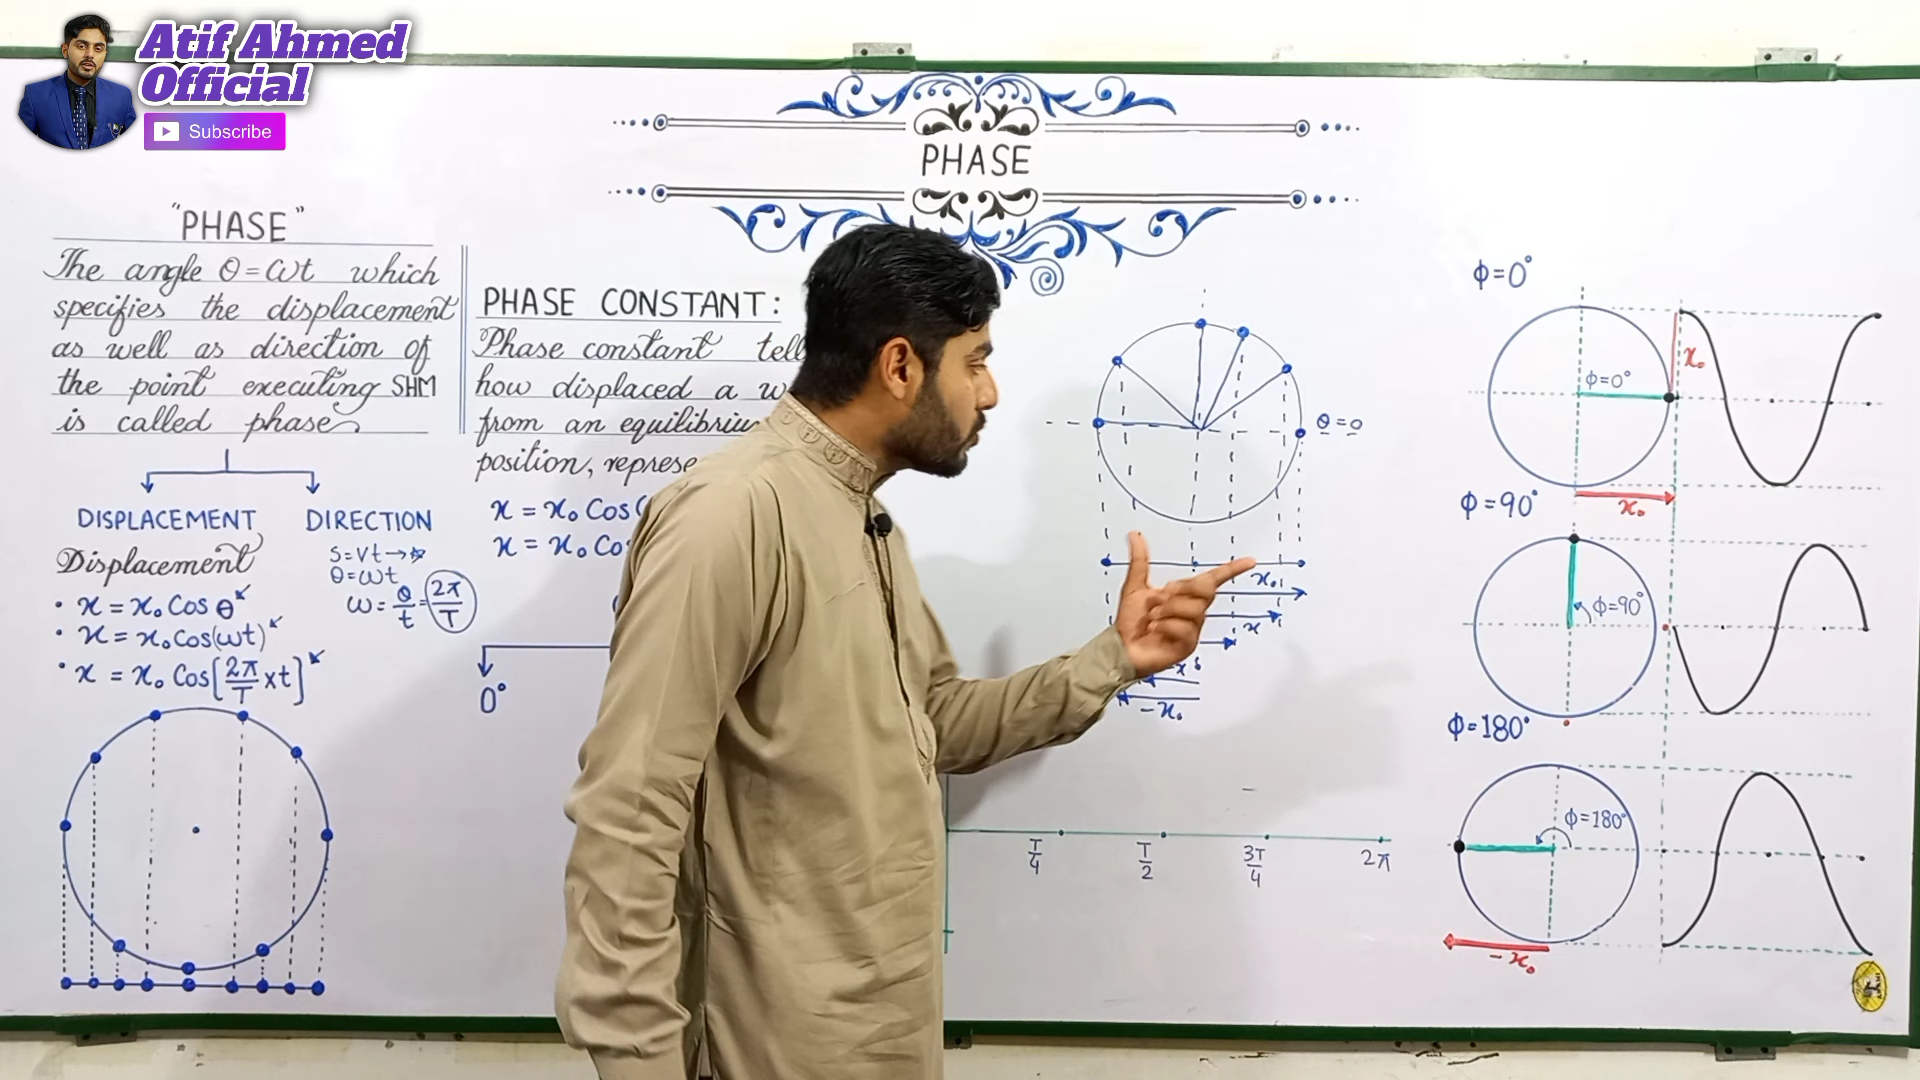 Atif Ahmed
Official
Subscribe
PHASE
"PHASE"
The angle θ=ωt which
specifies the displacement
as well as direction of
the point executing SHM
is called phase
DISPLACEMENT
DIRECTION
Displacement
• x = x₀ Cos θ
• x = x₀ Cos(ωt)
• x = x₀ Cos[2π/T xt]
S=Vt→
θ=ωt
ω = θ/t = 2π/T
PHASE CONSTANT:
Phase constant tell
how displaced a w
from an equilibriu
position, represe
x = x₀ Cos(
x = x₀ Co
0°
θ = 0
x₀
x
-x₀
T/4
T/2
3T/4
2π
ϕ=0°
ϕ=0°
x₀
x₀
ϕ=90°
ϕ=90°
ϕ=180°
ϕ=180°
-x₀